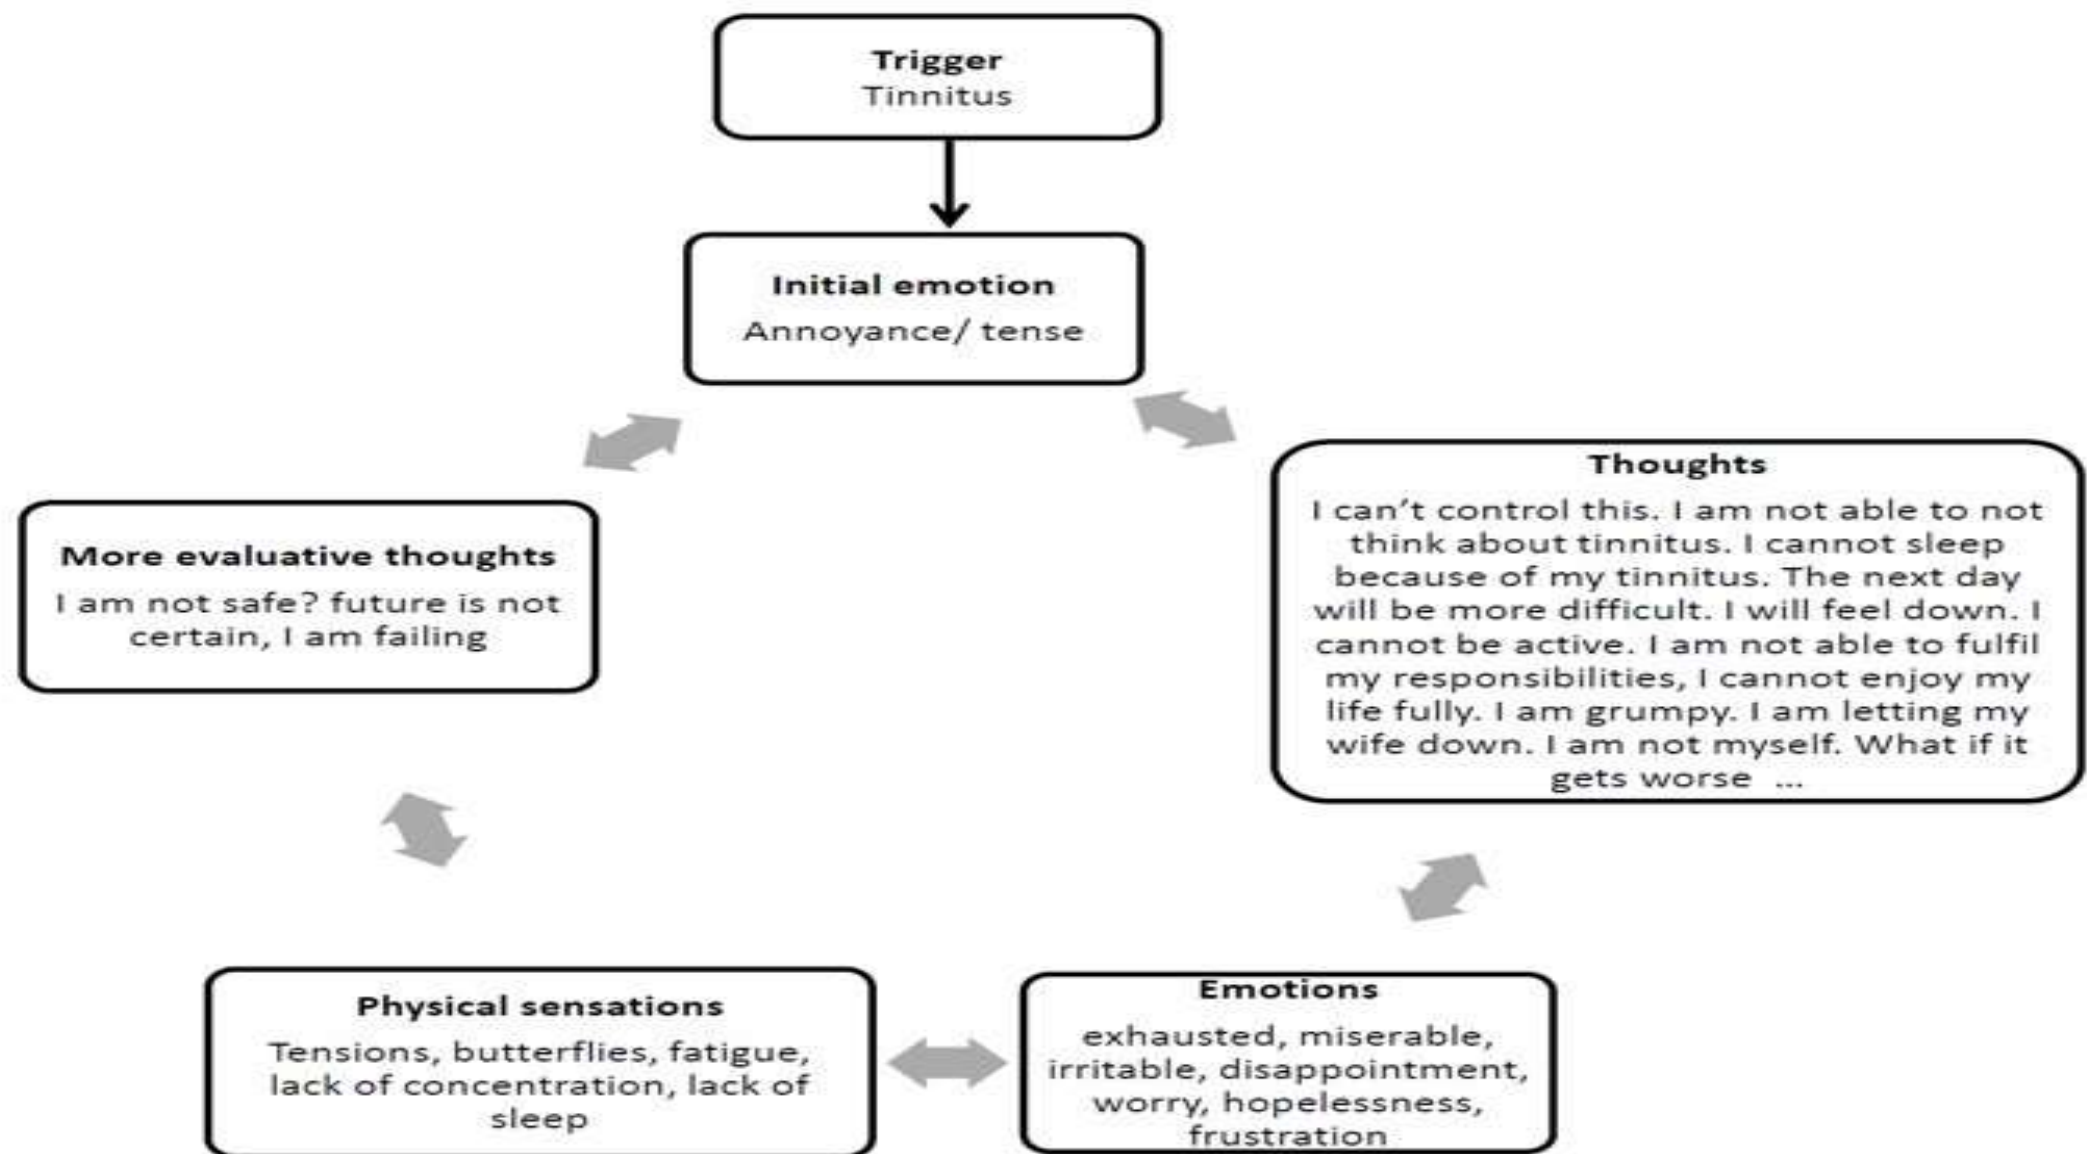 Trigger
Tinnitus
Initial emotion
Annoyance/ tense
Thoughts
I can't control this. I am not able to not
think about tinnitus. I cannot sleep
because of my tinnitus. The next day
will be more difficult. I will feel down. I
cannot be active. I am not able to fulfil
my responsibilities, I cannot enjoy my
life fully. I am grumpy. I am letting my
wife down. I am not myself. What if it
gets worse ...
More evaluative thoughts
I am not safe? future is not
certain, I am failing
Physical sensations
Tensions, butterflies, fatigue,
lack of concentration, lack of
sleep
Emotions
exhausted, miserable,
irritable, disappointment,
worry, hopelessness,
frustration